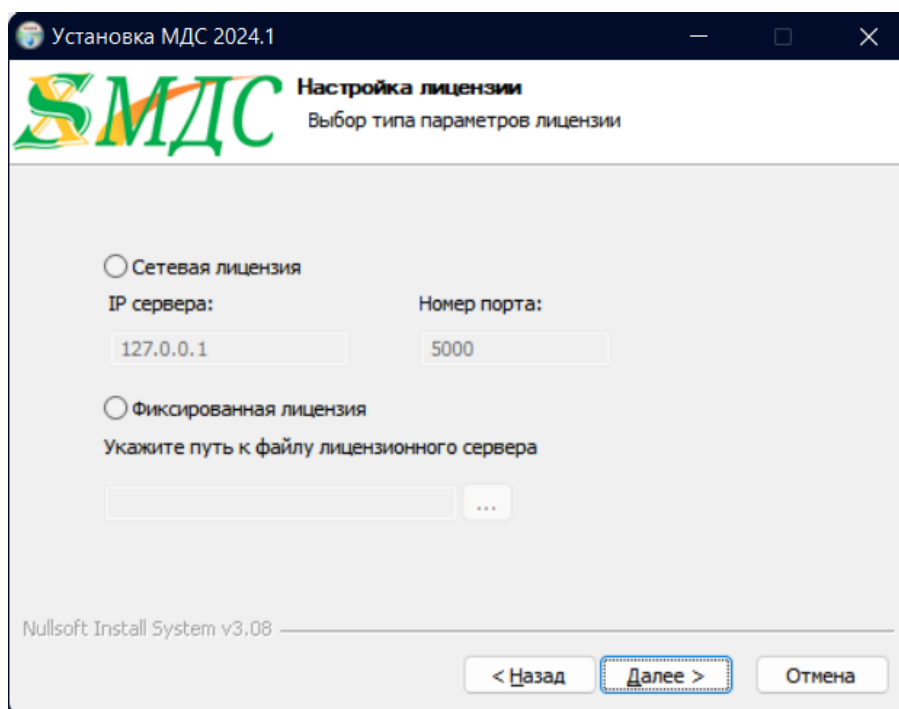 Установка МДС 2024.1
SМДС
Настройка лицензии
Выбор типа параметров лицензии
Сетевая лицензия
IP сервера: Номер порта:
127.0.0.1 5000
Фиксированная лицензия
Укажите путь к файлу лицензионного сервера
...
Nullsoft Install System v3.08
< Назад Далее > Отмена